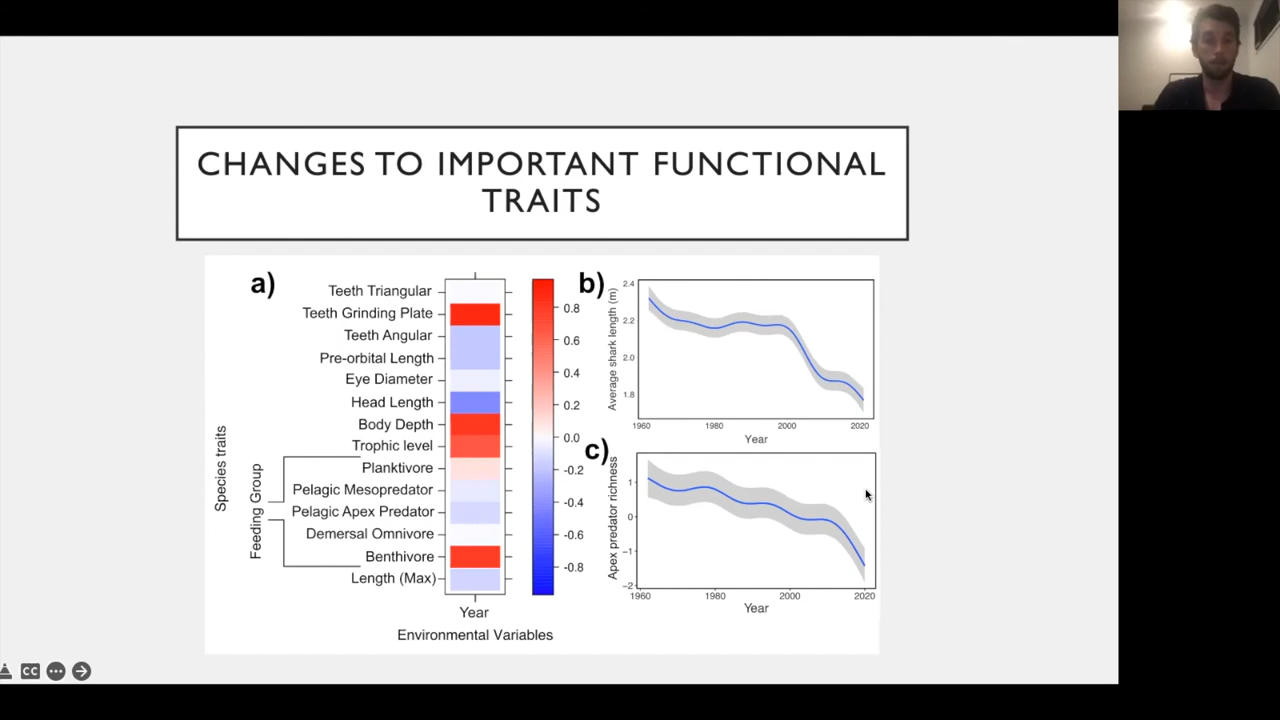 CHANGES TO IMPORTANT FUNCTIONAL
TRAITS
a)
Teeth Triangular
Teeth Grinding Plate
Teeth Angular
Pre-orbital Length
Eye Diameter
Head Length
Body Depth
Trophic level
Planktivore
Pelagic Mesopredator
Pelagic Apex Predator
Demersal Omnivore
Benthivore
Length (Max)
Species traits
Feeding Group
Year
Environmental Variables
0.8
0.6
0.4
0.2
0.0
-0.2
-0.4
-0.6
-0.8
b)
Average shark length (m)
2.4
2.2
2.0
1.8
1960
1980
2000
2020
Year
c)
Apex predator richness
1
0
−1
−2
1960
1980
2000
2020
Year
CC